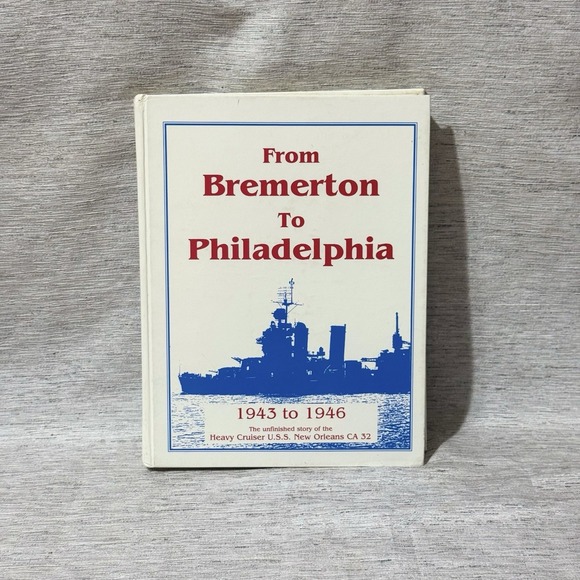 From
Bremerton
To
Philadelphia
1943 to 1946
The unfinished story of the
Heavy Cruiser U.S.S. New Orleans CA 32